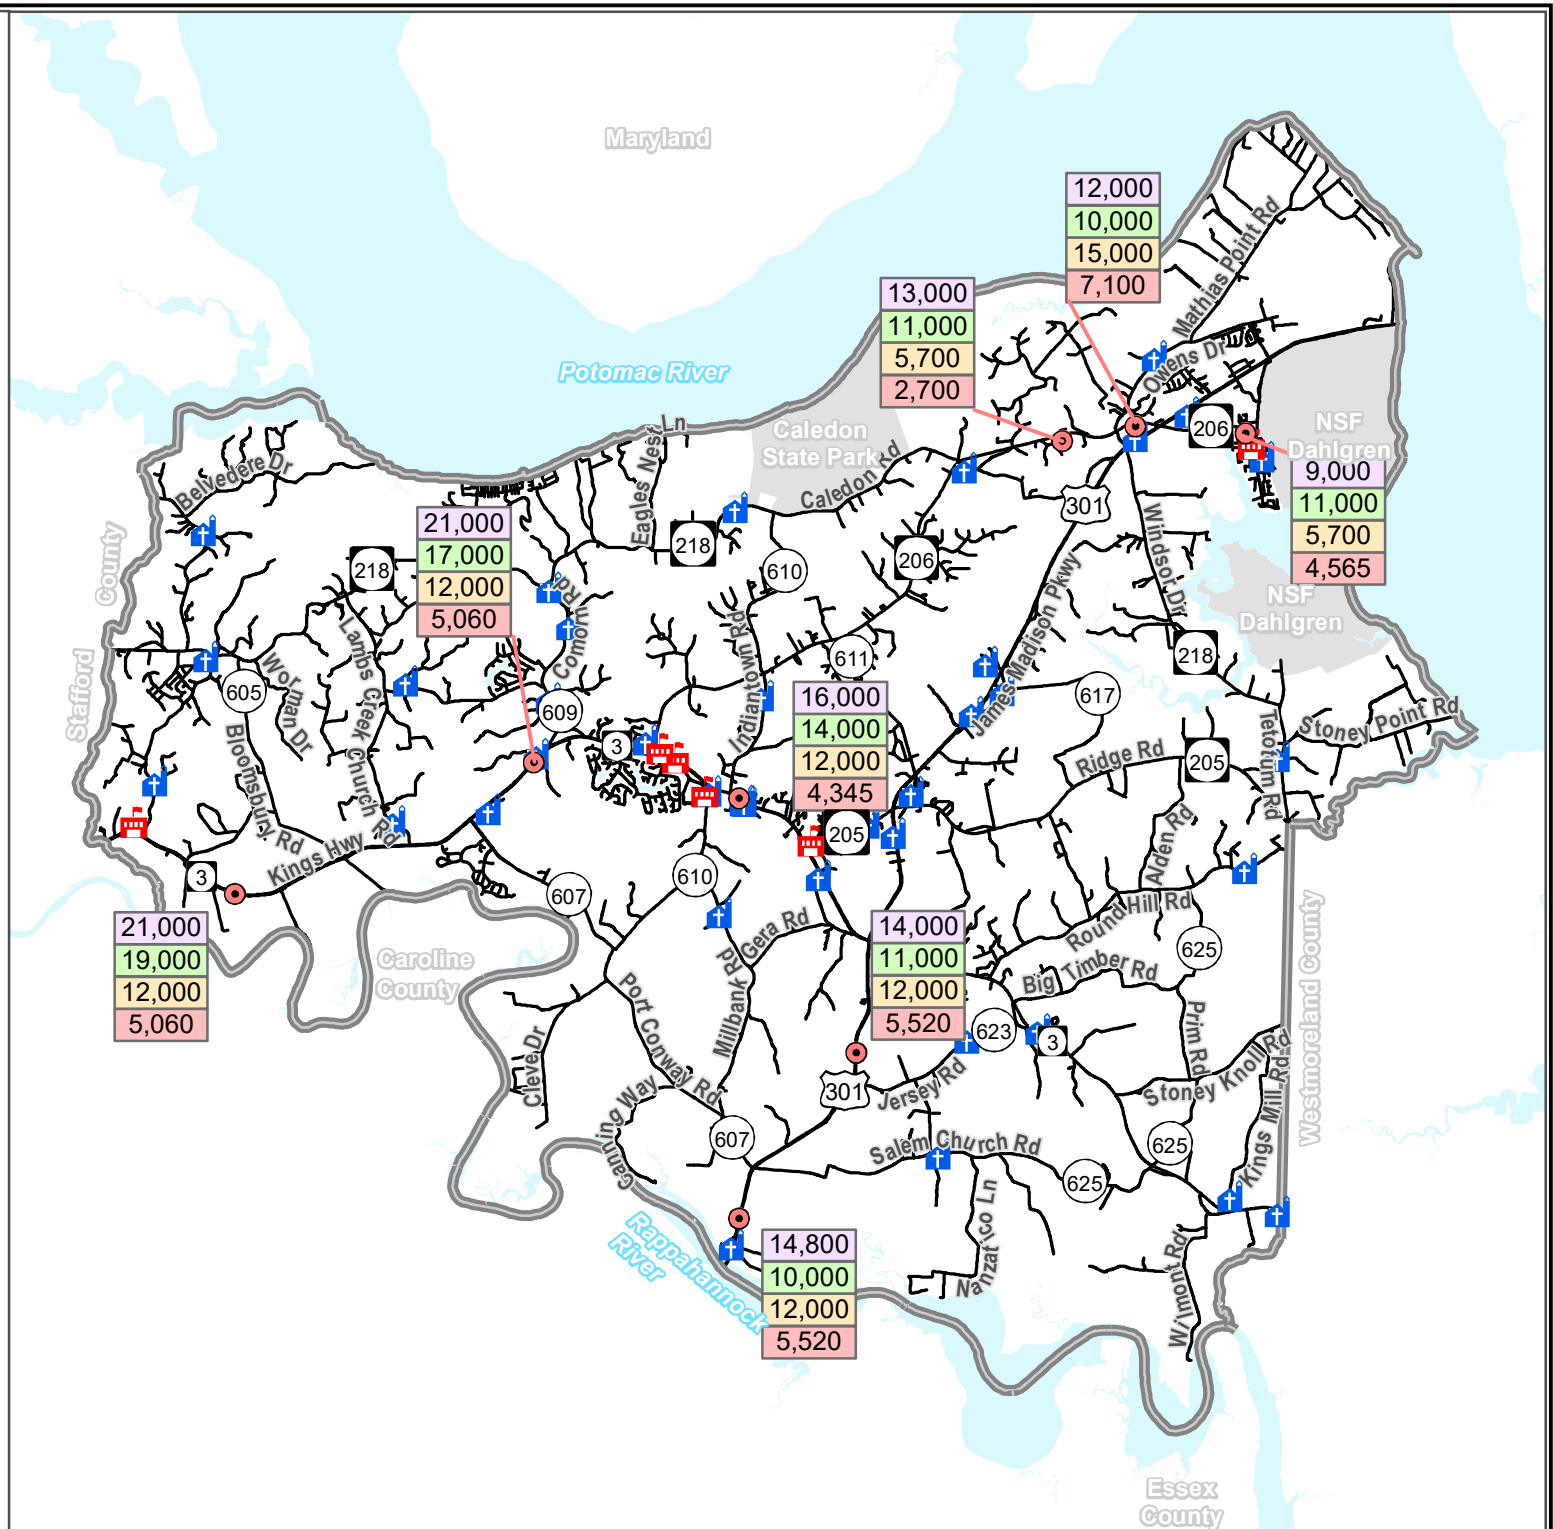 Maryland
12,000
10,000
15,000
7,100
Mathias Point Rd
13,000
11,000
5,700
2,700
Potomac River
Owens Dr
Caledon
State Park
206
NSF
Dahlgren
9,000
11,000
5,700
4,565
Eagles Nest Ln
Caledon Rd
Belvedere Dr
301
21,000
17,000
12,000
5,060
218
218
610
206
Windsor Dr
County
Comorn Rd
NSF
Dahlgren
James Madison Pkwy
Indiantown Rd
611
218
Lambs Creek Church Rd
Worman Dr
605
Stafford
609
16,000
14,000
12,000
4,345
617
Stoney Point Rd
Tetotum Rd
Bloomsbury Rd
3
Ridge Rd
205
205
Alden Rd
Kings Hwy
3
607
610
Round Hill Rd
Westmoreland County
21,000
19,000
12,000
5,060
Gera Rd
14,000
11,000
12,000
5,520
Caroline
County
625
Big Timber Rd
Millbank Rd
Port Conway Rd
623
3
Prim Rd
Cleve Dr
Stoney Knoll Rd
Kings Mill Rd
301
Jersey Rd
Ganning Way
607
Salem Church Rd
625
625
Nanzatico Ln
Rappahannock
River
14,800
10,000
12,000
5,520
Wilmont Rd
Essex
County